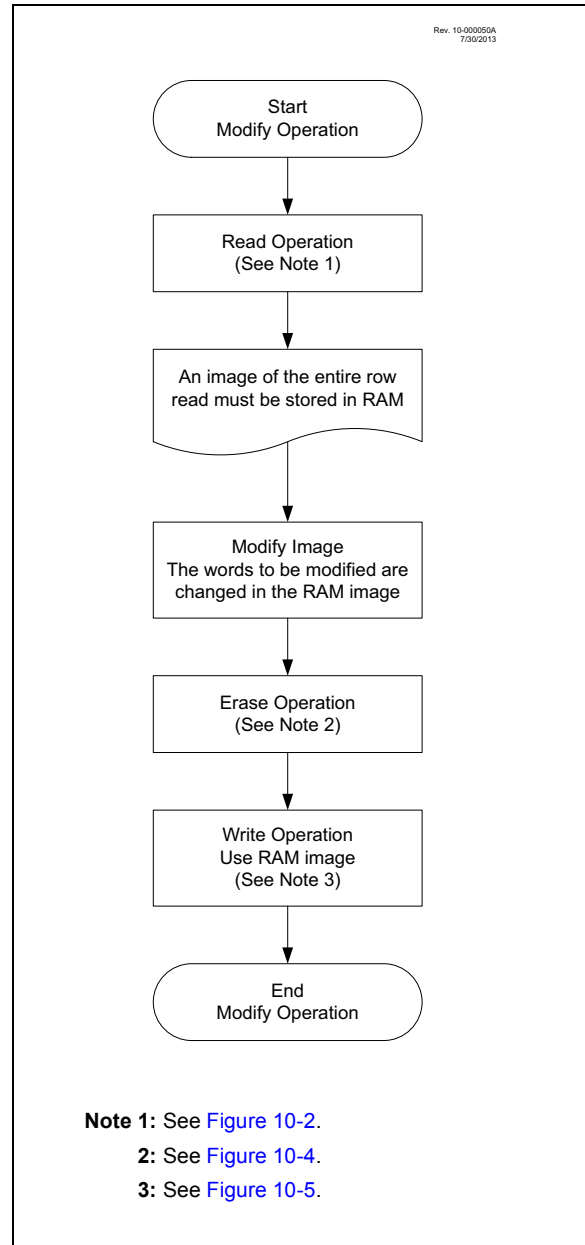 Rev. 10-000050A
7/30/2013
Start
Modify Operation
Read Operation
(See Note 1)
An image of the entire row
read must be stored in RAM
Modify Image
The words to be modified are
changed in the RAM image
Erase Operation
(See Note 2)
Write Operation
Use RAM image
(See Note 3)
End
Modify Operation
Note 1: See Figure 10-2.
2: See Figure 10-4.
3: See Figure 10-5.